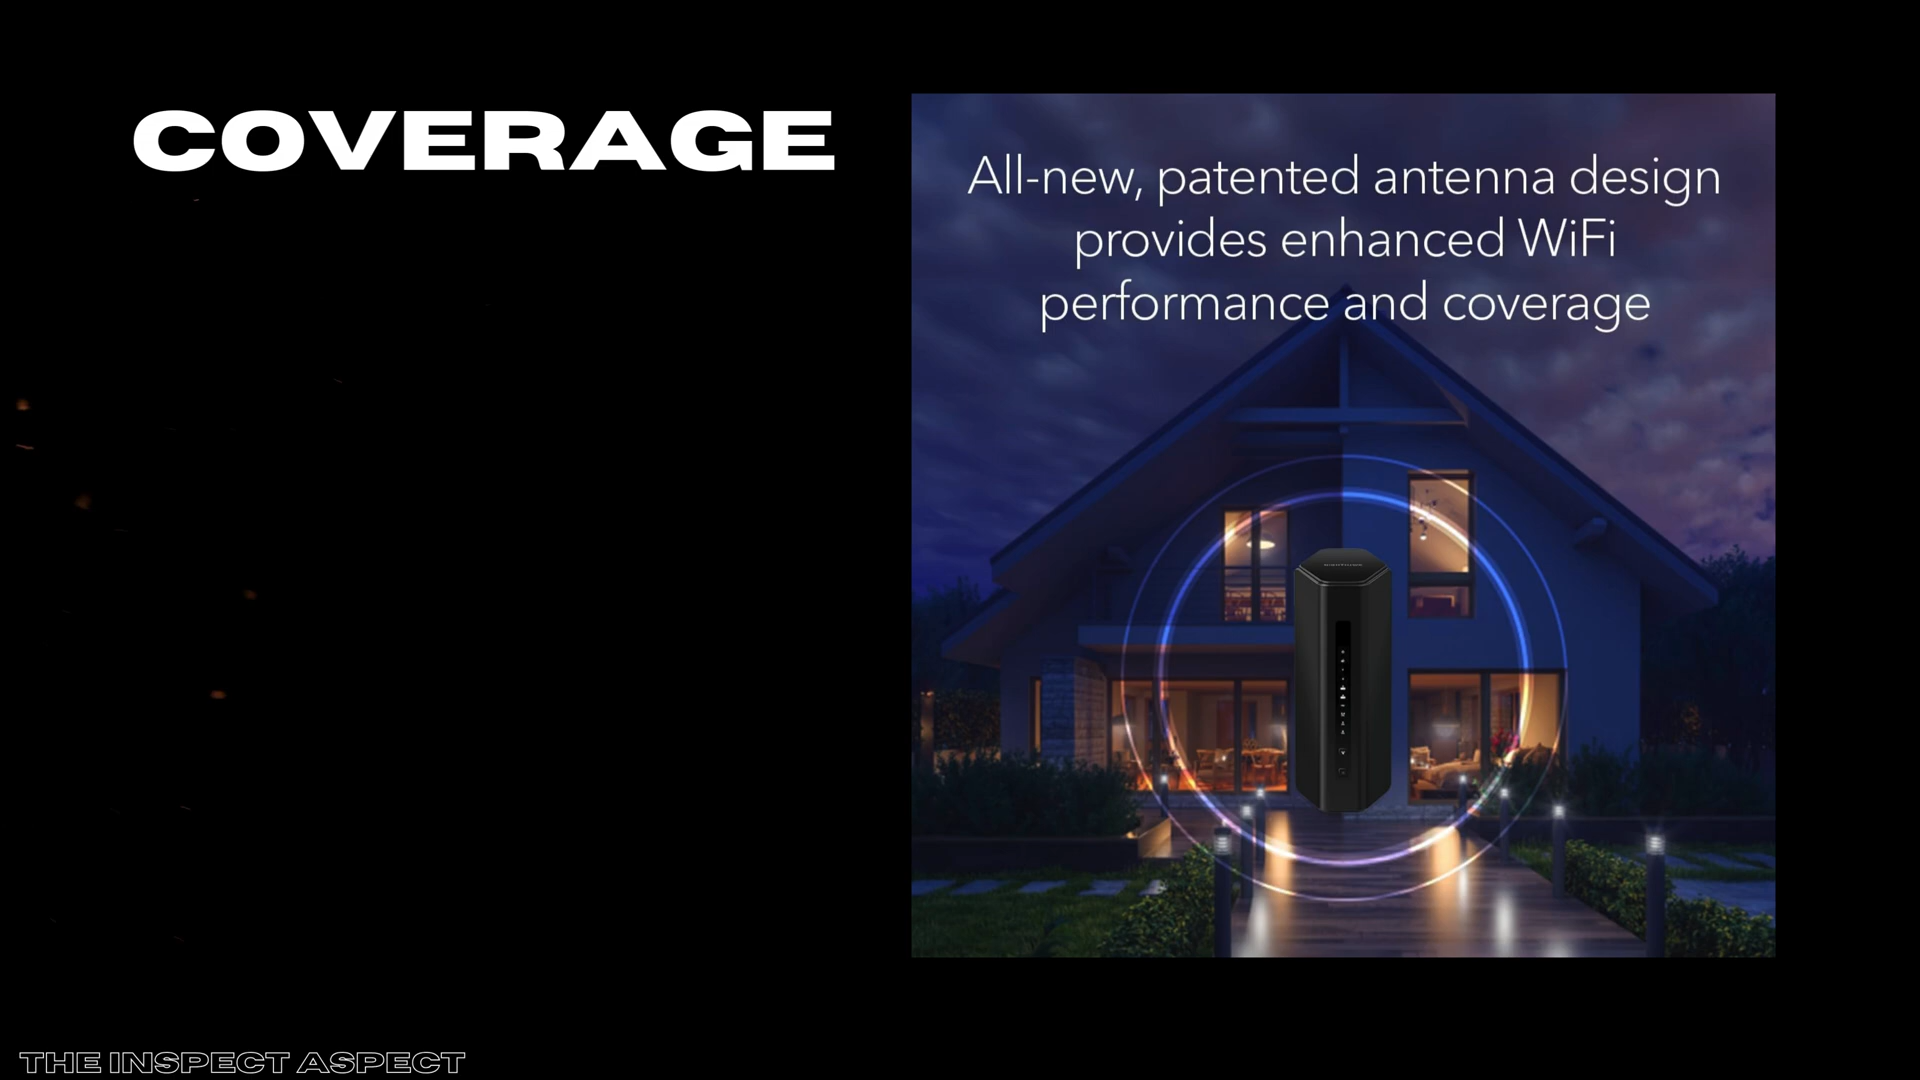 COVERAGE
All-new, patented antenna design
provides enhanced WiFi
performance and coverage
THE INSPECT ASPECT